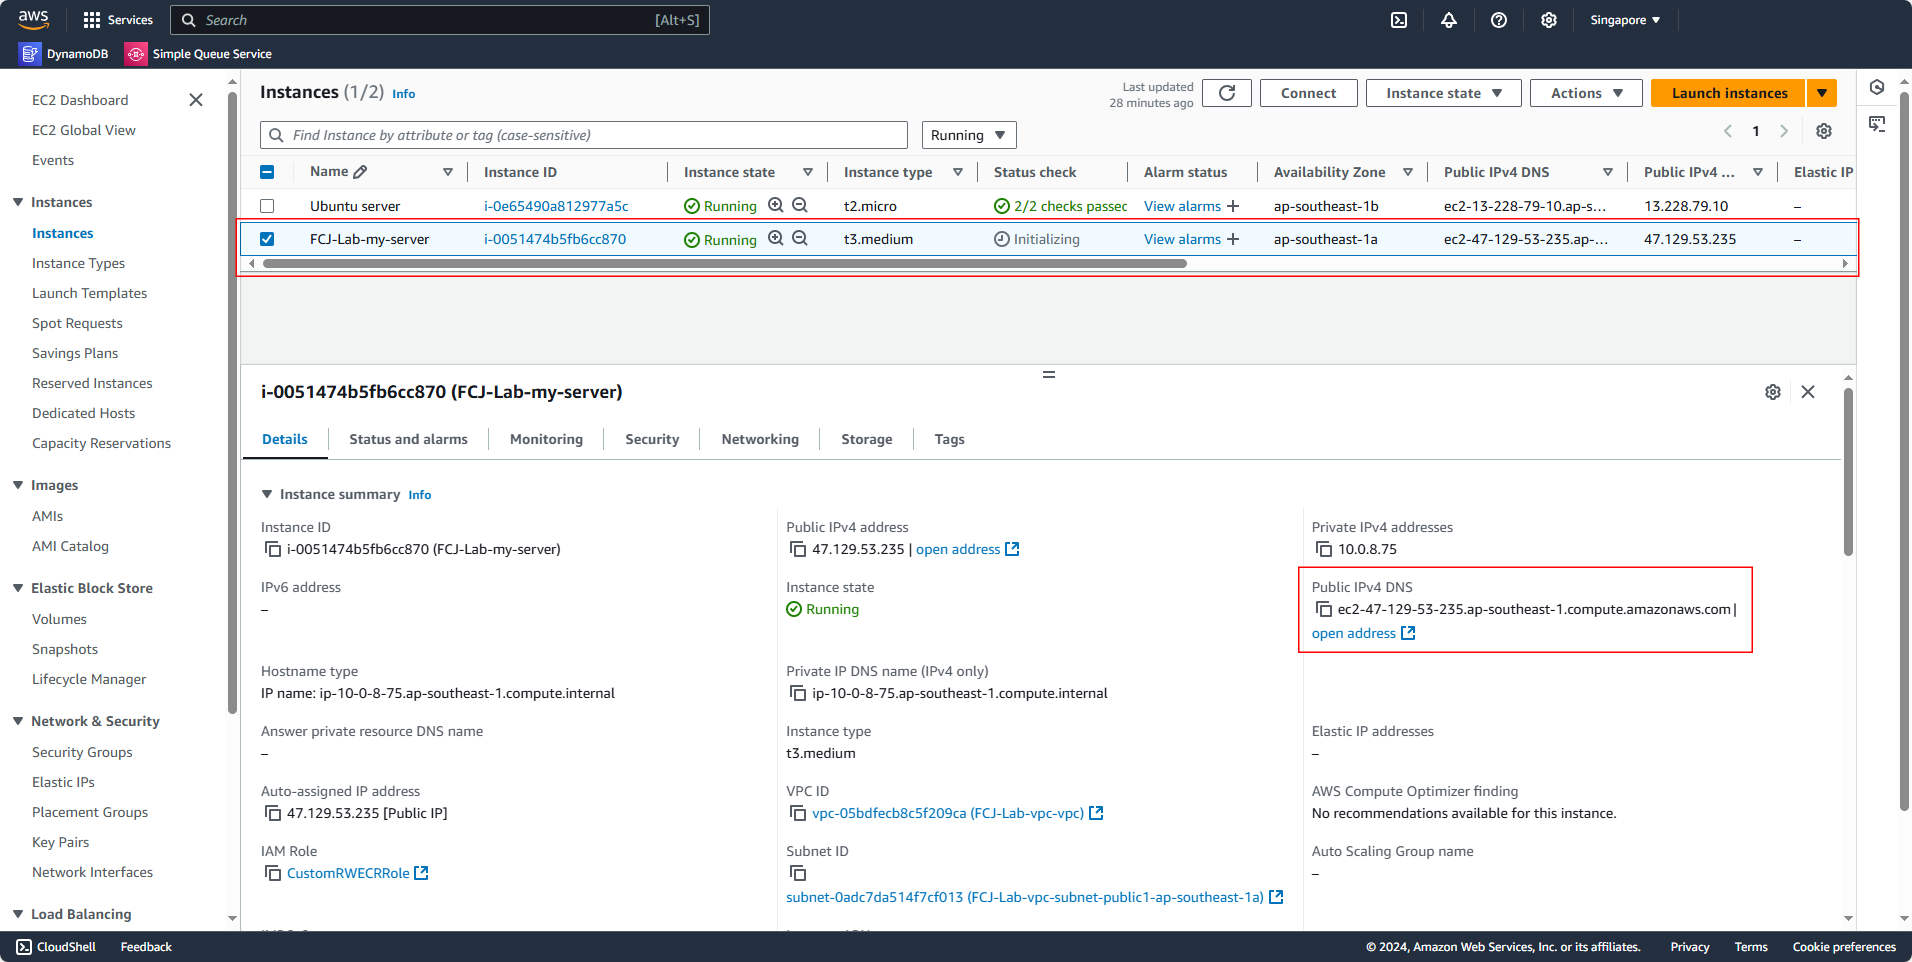 aws
Services
Search
[Alt+S]
Singapore
DynamoDB
Simple Queue Service
EC2 Dashboard
EC2 Global View
Events
Instances
Instances
Instance Types
Launch Templates
Spot Requests
Savings Plans
Reserved Instances
Dedicated Hosts
Capacity Reservations
Images
AMIs
AMI Catalog
Elastic Block Store
Volumes
Snapshots
Lifecycle Manager
Network & Security
Security Groups
Elastic IPs
Placement Groups
Key Pairs
Network Interfaces
Load Balancing
Instances (1/2) Info
Last updated
28 minutes ago
Connect
Instance state
Actions
Launch instances
Find Instance by attribute or tag (case-sensitive)
Running
1
Name Instance ID Instance state Instance type Status check Alarm status Availability Zone Public IPv4 DNS Public IPv4 ... Elastic IP
Ubuntu server i-0e65490a812977a5c Running t2.micro 2/2 checks passec View alarms + ap-southeast-1b ec2-13-228-79-10.ap-s... 13.228.79.10 –
FCJ-Lab-my-server i-0051474b5fb6cc870 Running t3.medium Initializing View alarms + ap-southeast-1a ec2-47-129-53-235.ap-... 47.129.53.235 –
i-0051474b5fb6cc870 (FCJ-Lab-my-server)
Details Status and alarms Monitoring Security Networking Storage Tags
Instance summary Info
Instance ID
i-0051474b5fb6cc870 (FCJ-Lab-my-server)
Public IPv4 address
47.129.53.235 | open address
Private IPv4 addresses
10.0.8.75
IPv6 address
–
Instance state
Running
Public IPv4 DNS
ec2-47-129-53-235.ap-southeast-1.compute.amazonaws.com |
open address
Hostname type
IP name: ip-10-0-8-75.ap-southeast-1.compute.internal
Private IP DNS name (IPv4 only)
ip-10-0-8-75.ap-southeast-1.compute.internal
Answer private resource DNS name
–
Instance type
t3.medium
Elastic IP addresses
–
Auto-assigned IP address
47.129.53.235 [Public IP]
VPC ID
vpc-05bdfecb8c5f209ca (FCJ-Lab-vpc-vpc)
AWS Compute Optimizer finding
No recommendations available for this instance.
IAM Role
CustomRWECRRole
Subnet ID
subnet-0adc7da514f7cf013 (FCJ-Lab-vpc-subnet-public1-ap-southeast-1a)
Auto Scaling Group name
–
CloudShell
Feedback
© 2024, Amazon Web Services, Inc. or its affiliates.
Privacy
Terms
Cookie preferences